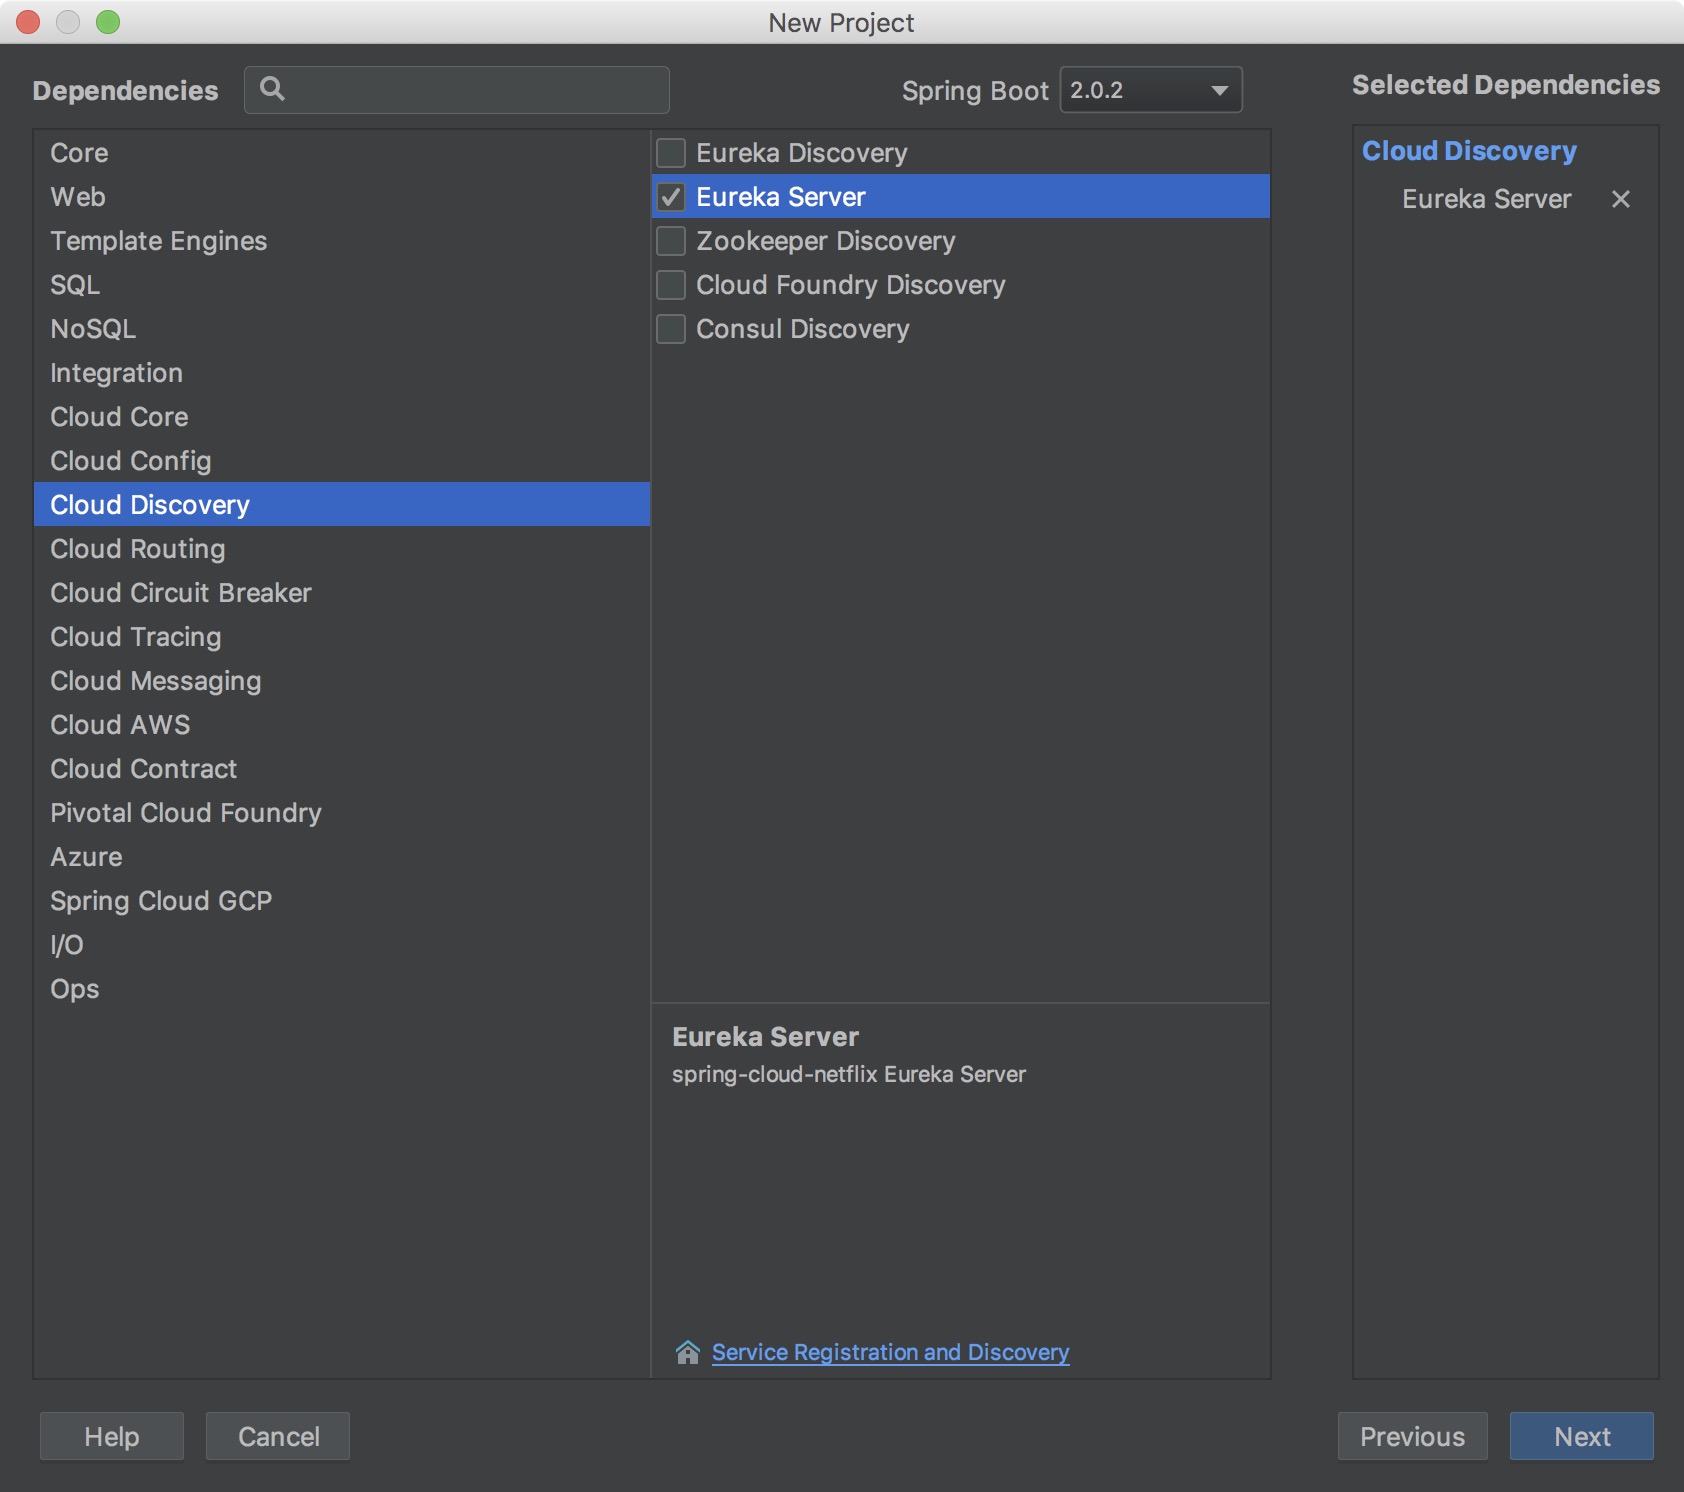 New Project
Dependencies
Spring Boot 2.0.2
Selected Dependencies
Core
Web
Template Engines
SQL
NoSQL
Integration
Cloud Core
Cloud Config
Cloud Discovery
Cloud Routing
Cloud Circuit Breaker
Cloud Tracing
Cloud Messaging
Cloud AWS
Cloud Contract
Pivotal Cloud Foundry
Azure
Spring Cloud GCP
I/O
Ops
Eureka Discovery
Eureka Server
Zookeeper Discovery
Cloud Foundry Discovery
Consul Discovery
Eureka Server
spring-cloud-netflix Eureka Server
Service Registration and Discovery
Cloud Discovery
Eureka Server
Help
Cancel
Previous
Next